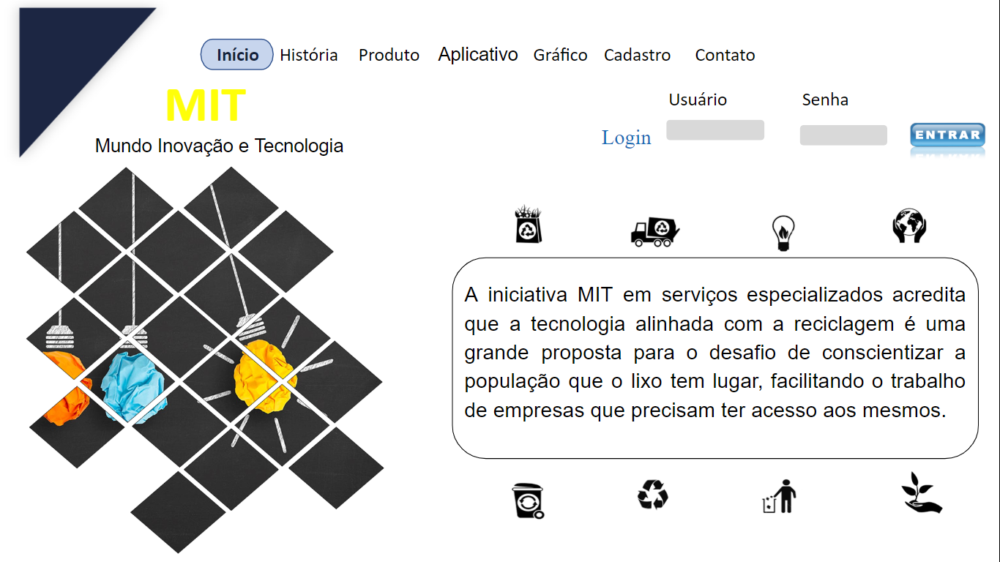 Início História Produto Aplicativo Gráfico Cadastro Contato
MIT
Mundo Inovação e Tecnologia
Usuário Senha
Login ENTRAR
A iniciativa MIT em serviços especializados acredita
que a tecnologia alinhada com a reciclagem é uma
grande proposta para o desafio de conscientizar a
população que o lixo tem lugar, facilitando o trabalho
de empresas que precisam ter acesso aos mesmos.